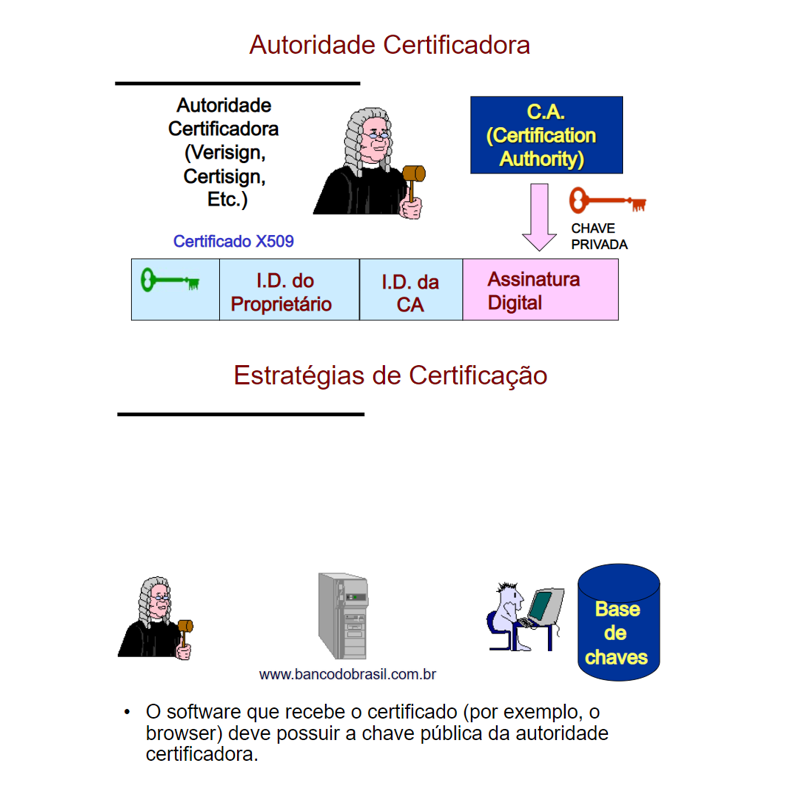 Autoridade Certificadora
Autoridade
Certificadora
(Verisign,
Certisign,
Etc.)
C.A.
(Certification
Authority)
CHAVE
PRIVADA
Certificado X509
I.D. do
Proprietário
I.D. da
CA
Assinatura
Digital
Estratégias de Certificação
Base
de
chaves
www.bancodobrasil.com.br
• O software que recebe o certificado (por exemplo, o
browser) deve possuir a chave pública da autoridade
certificadora.